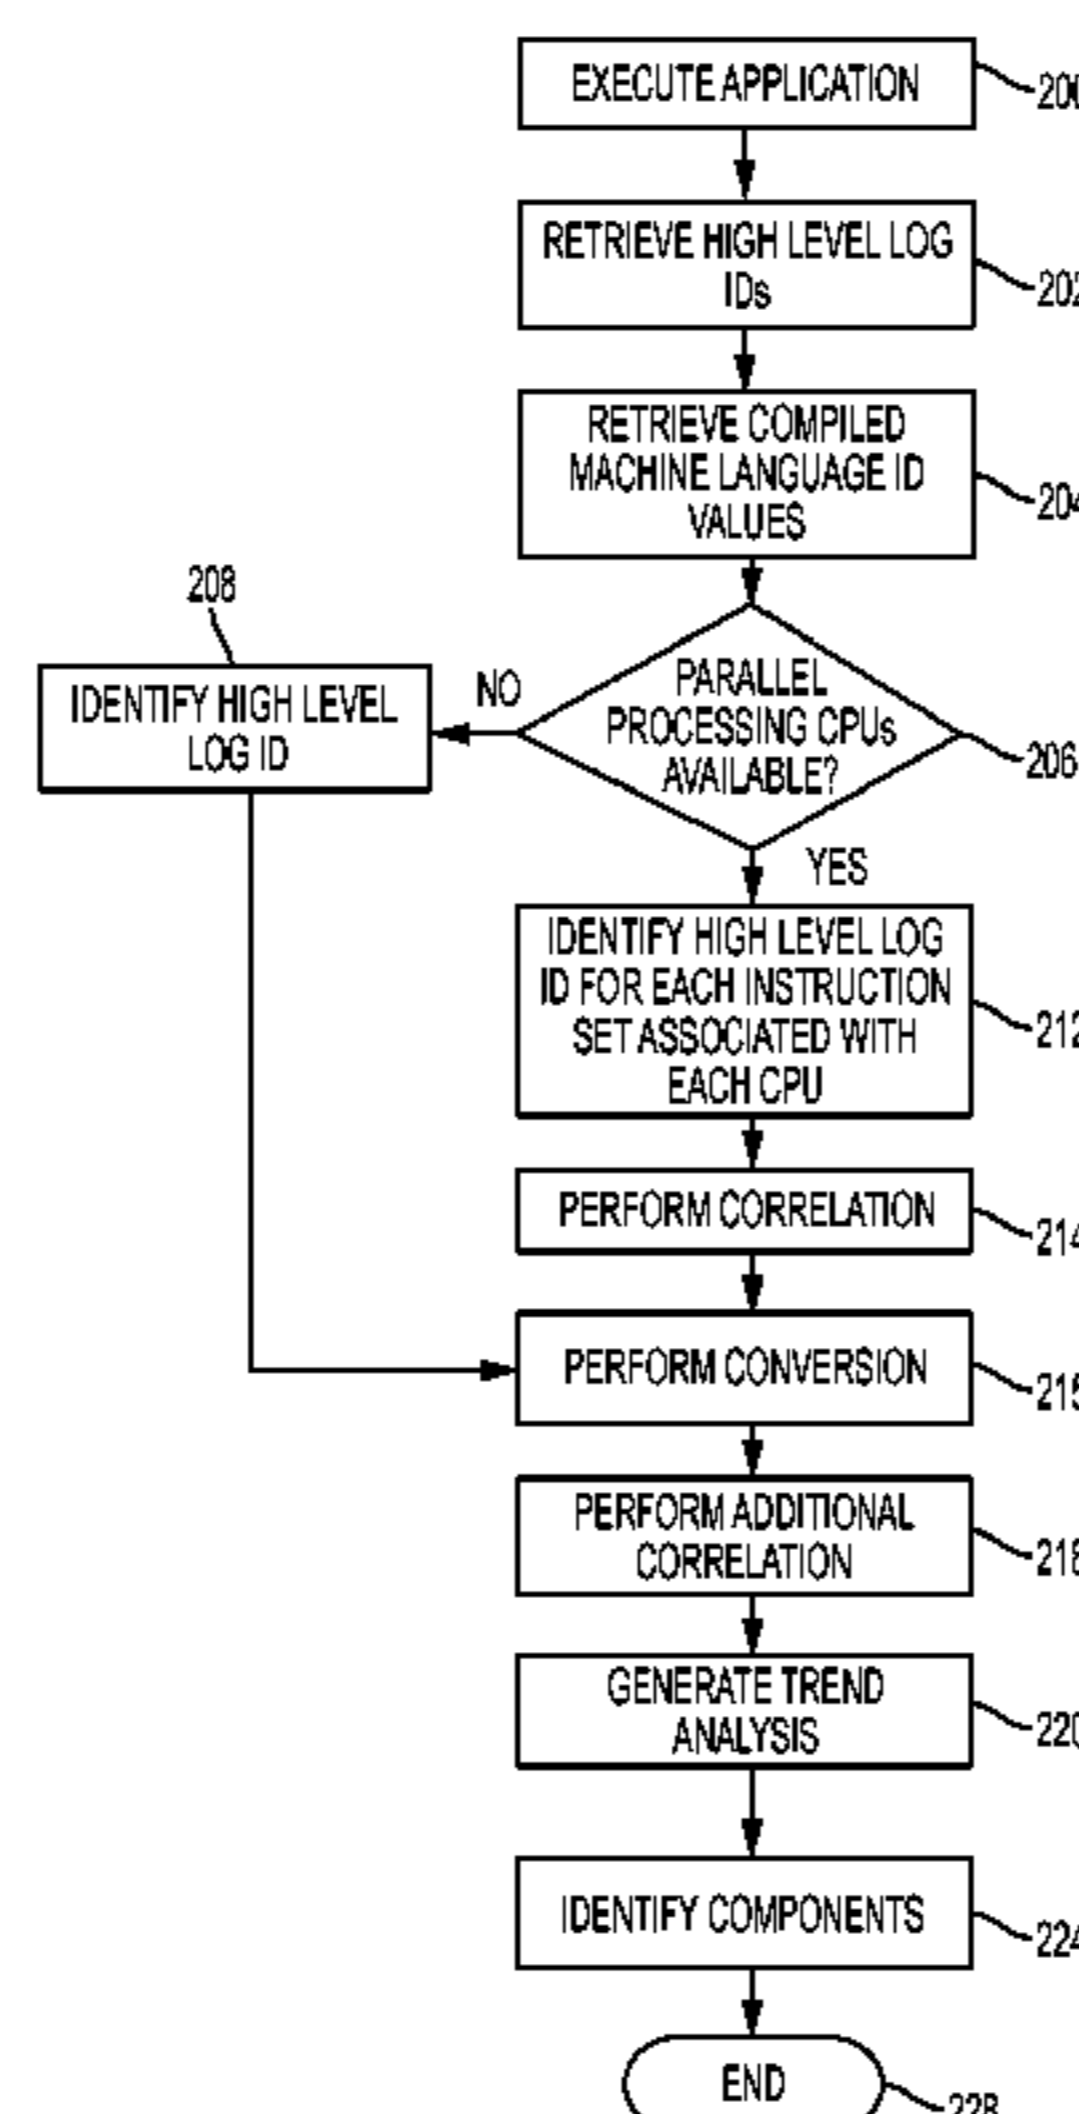 EXECUTE APPLICATION
200
RETRIEVE HIGH LEVEL LOG
IDs
202
RETRIEVE COMPILED
MACHINE LANGUAGE ID
VALUES
204
208
IDENTIFY HIGH LEVEL
LOG ID
NO
PARALLEL
PROCESSING CPUs
AVAILABLE?
206
YES
IDENTIFY HIGH LEVEL LOG
ID FOR EACH INSTRUCTION
SET ASSOCIATED WITH
EACH CPU
212
PERFORM CORRELATION
214
PERFORM CONVERSION
PERFORM ADDITIONAL
CORRELATION
218
GENERATE TREND
ANALYSIS
220
IDENTIFY COMPONENTS
224
END
228